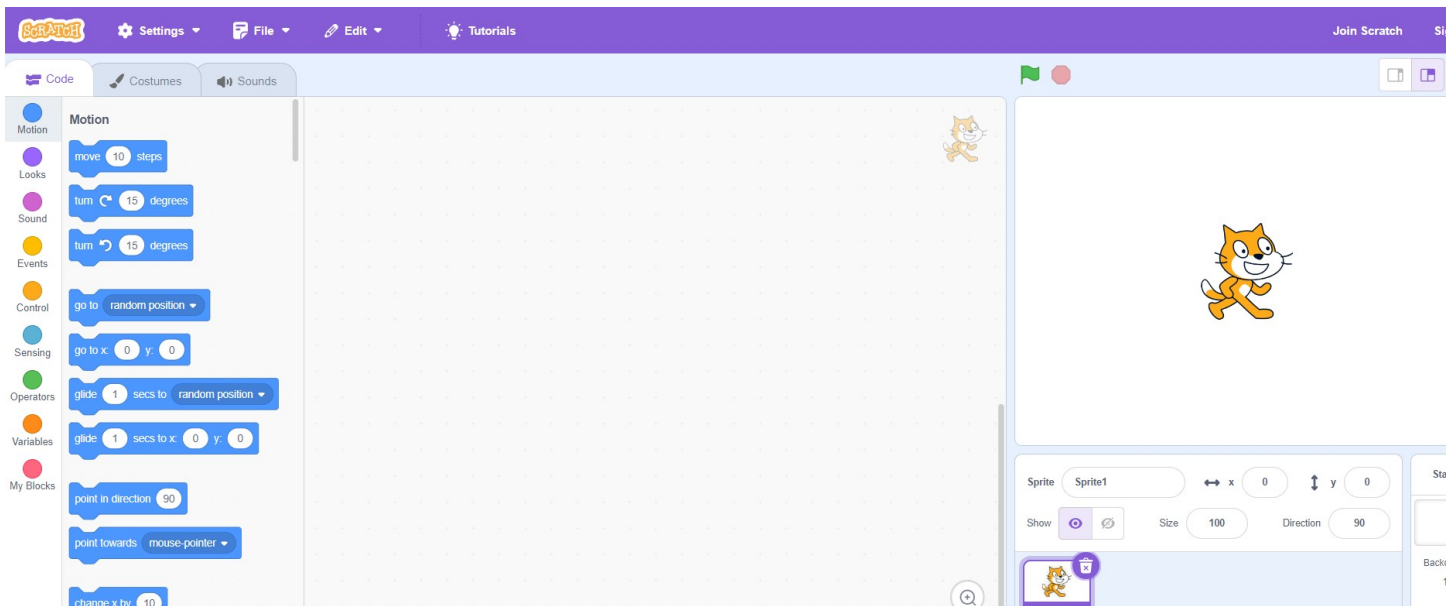 SCRATCH Settings File Edit Tutorials Join Scratch
Code Costumes Sounds
Motion
Looks
Sound
Events
Control
Sensing
Operators
Variables
My Blocks
Motion
move 10 steps
turn 15 degrees
turn 15 degrees
go to random position
go to x: 0 y: 0
glide 1 secs to random position
glide 1 secs to x: 0 y: 0
point in direction 90
point towards mouse-pointer
change x by 10
Sprite Sprite1 x 0 y 0
Show Size 100 Direction 90